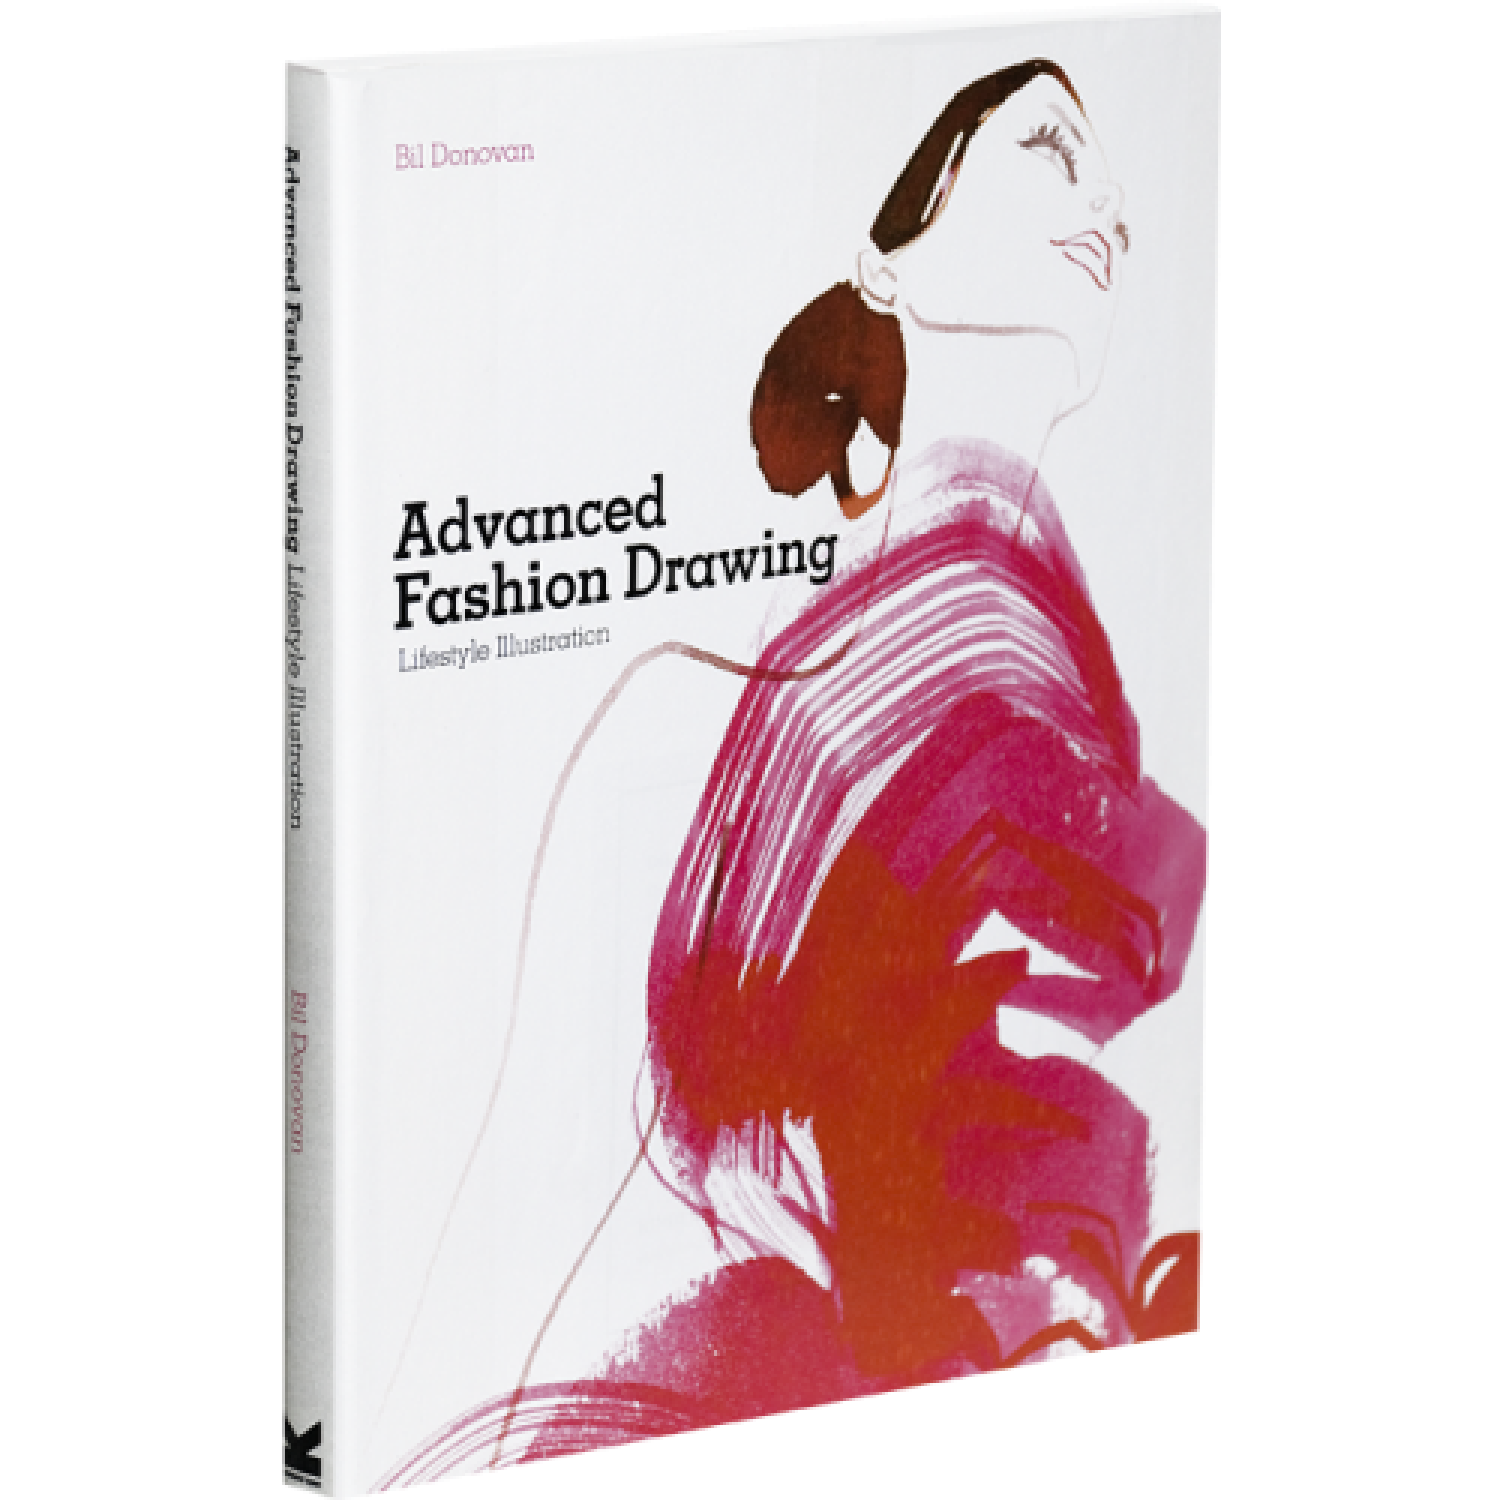 Bil Donovan
Advanced
Fashion Drawing
Lifestyle Illustration
Advanced Fashion Drawing Lifestyle Illustration
Bil Donovan